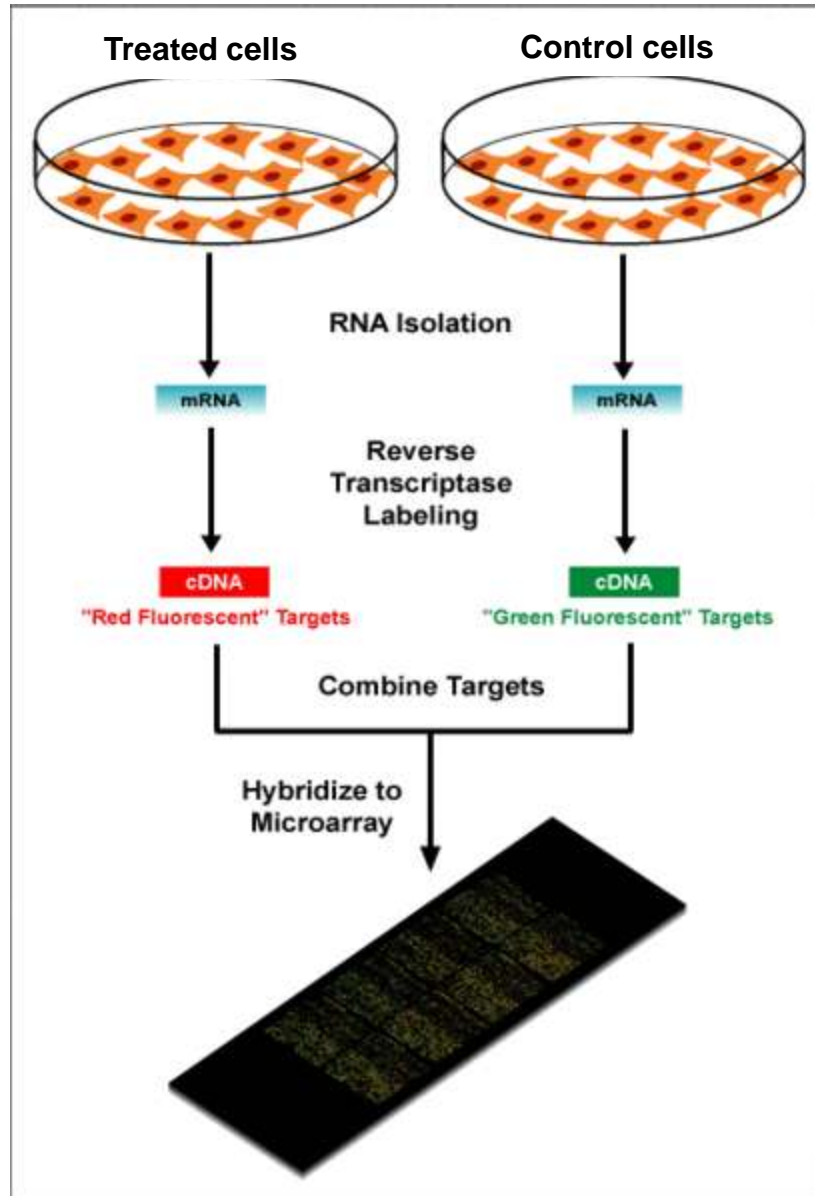 Treated cells
Control cells
RNA Isolation
mRNA
mRNA
Reverse
Transcriptase
Labeling
cDNA
cDNA
"Red Fluorescent" Targets
"Green Fluorescent" Targets
Combine Targets
Hybridize to
Microarray